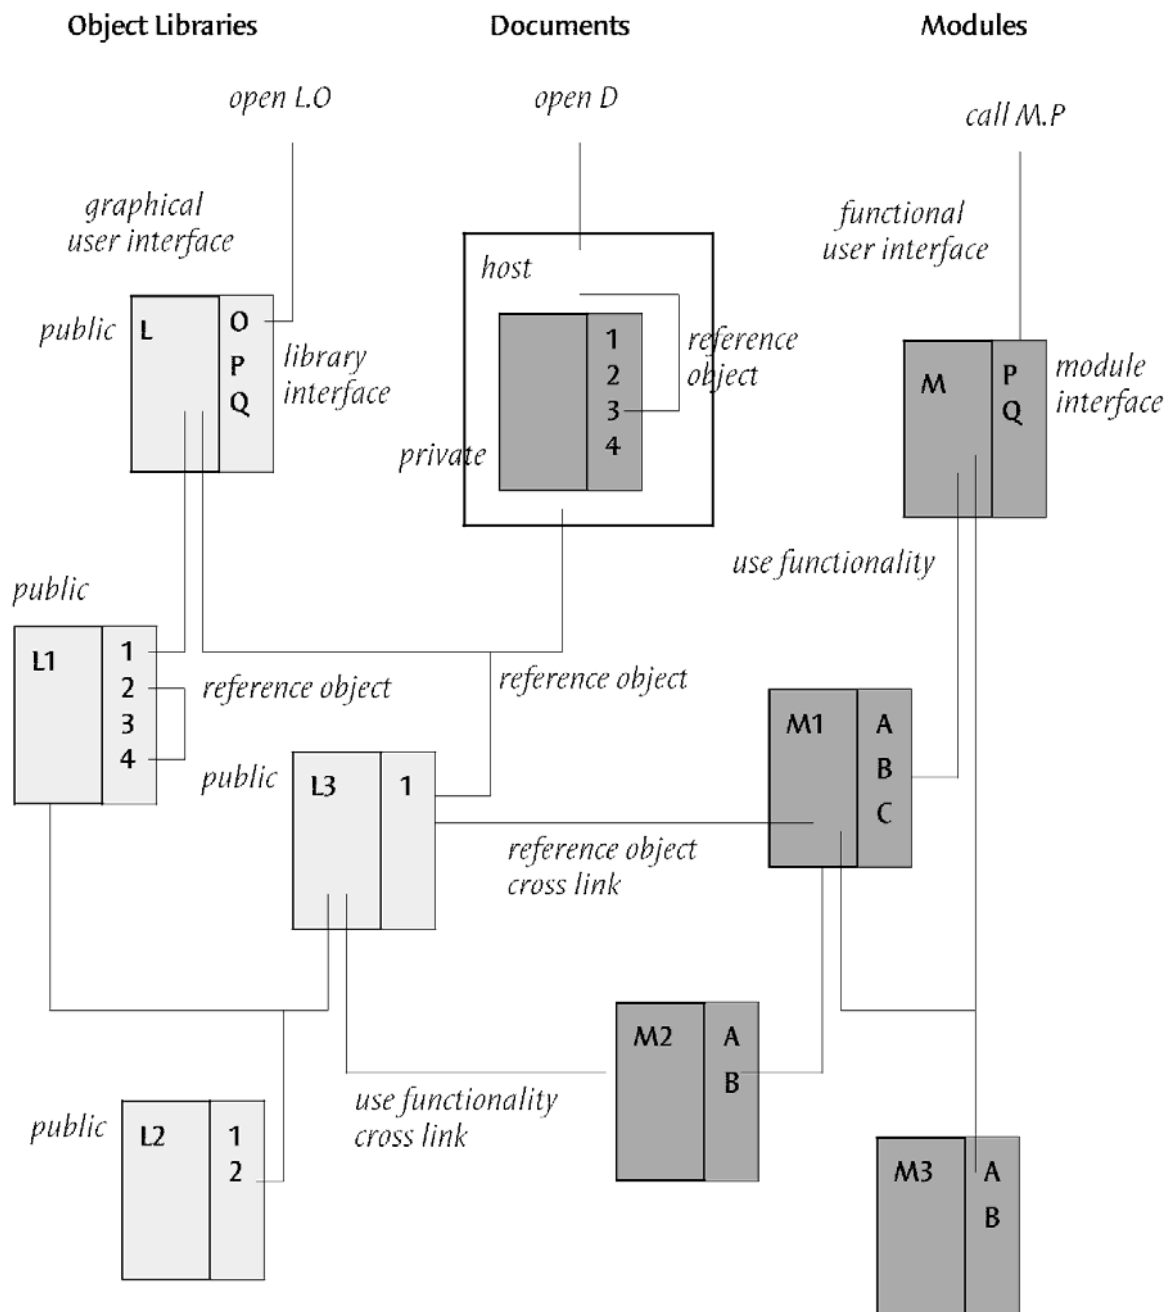 Object Libraries
Documents
Modules
open L.O
open D
call M.P
graphical
user interface
functional
user interface
host
public
L
O
P
Q
library
interface
1
2
3
4
reference
object
private
M
P
Q
module
interface
use functionality
public
L1
1
2
3
4
reference object
reference object
public
L3
1
M1
A
B
C
reference object
cross link
M2
A
B
use functionality
cross link
public
L2
1
2
M3
A
B